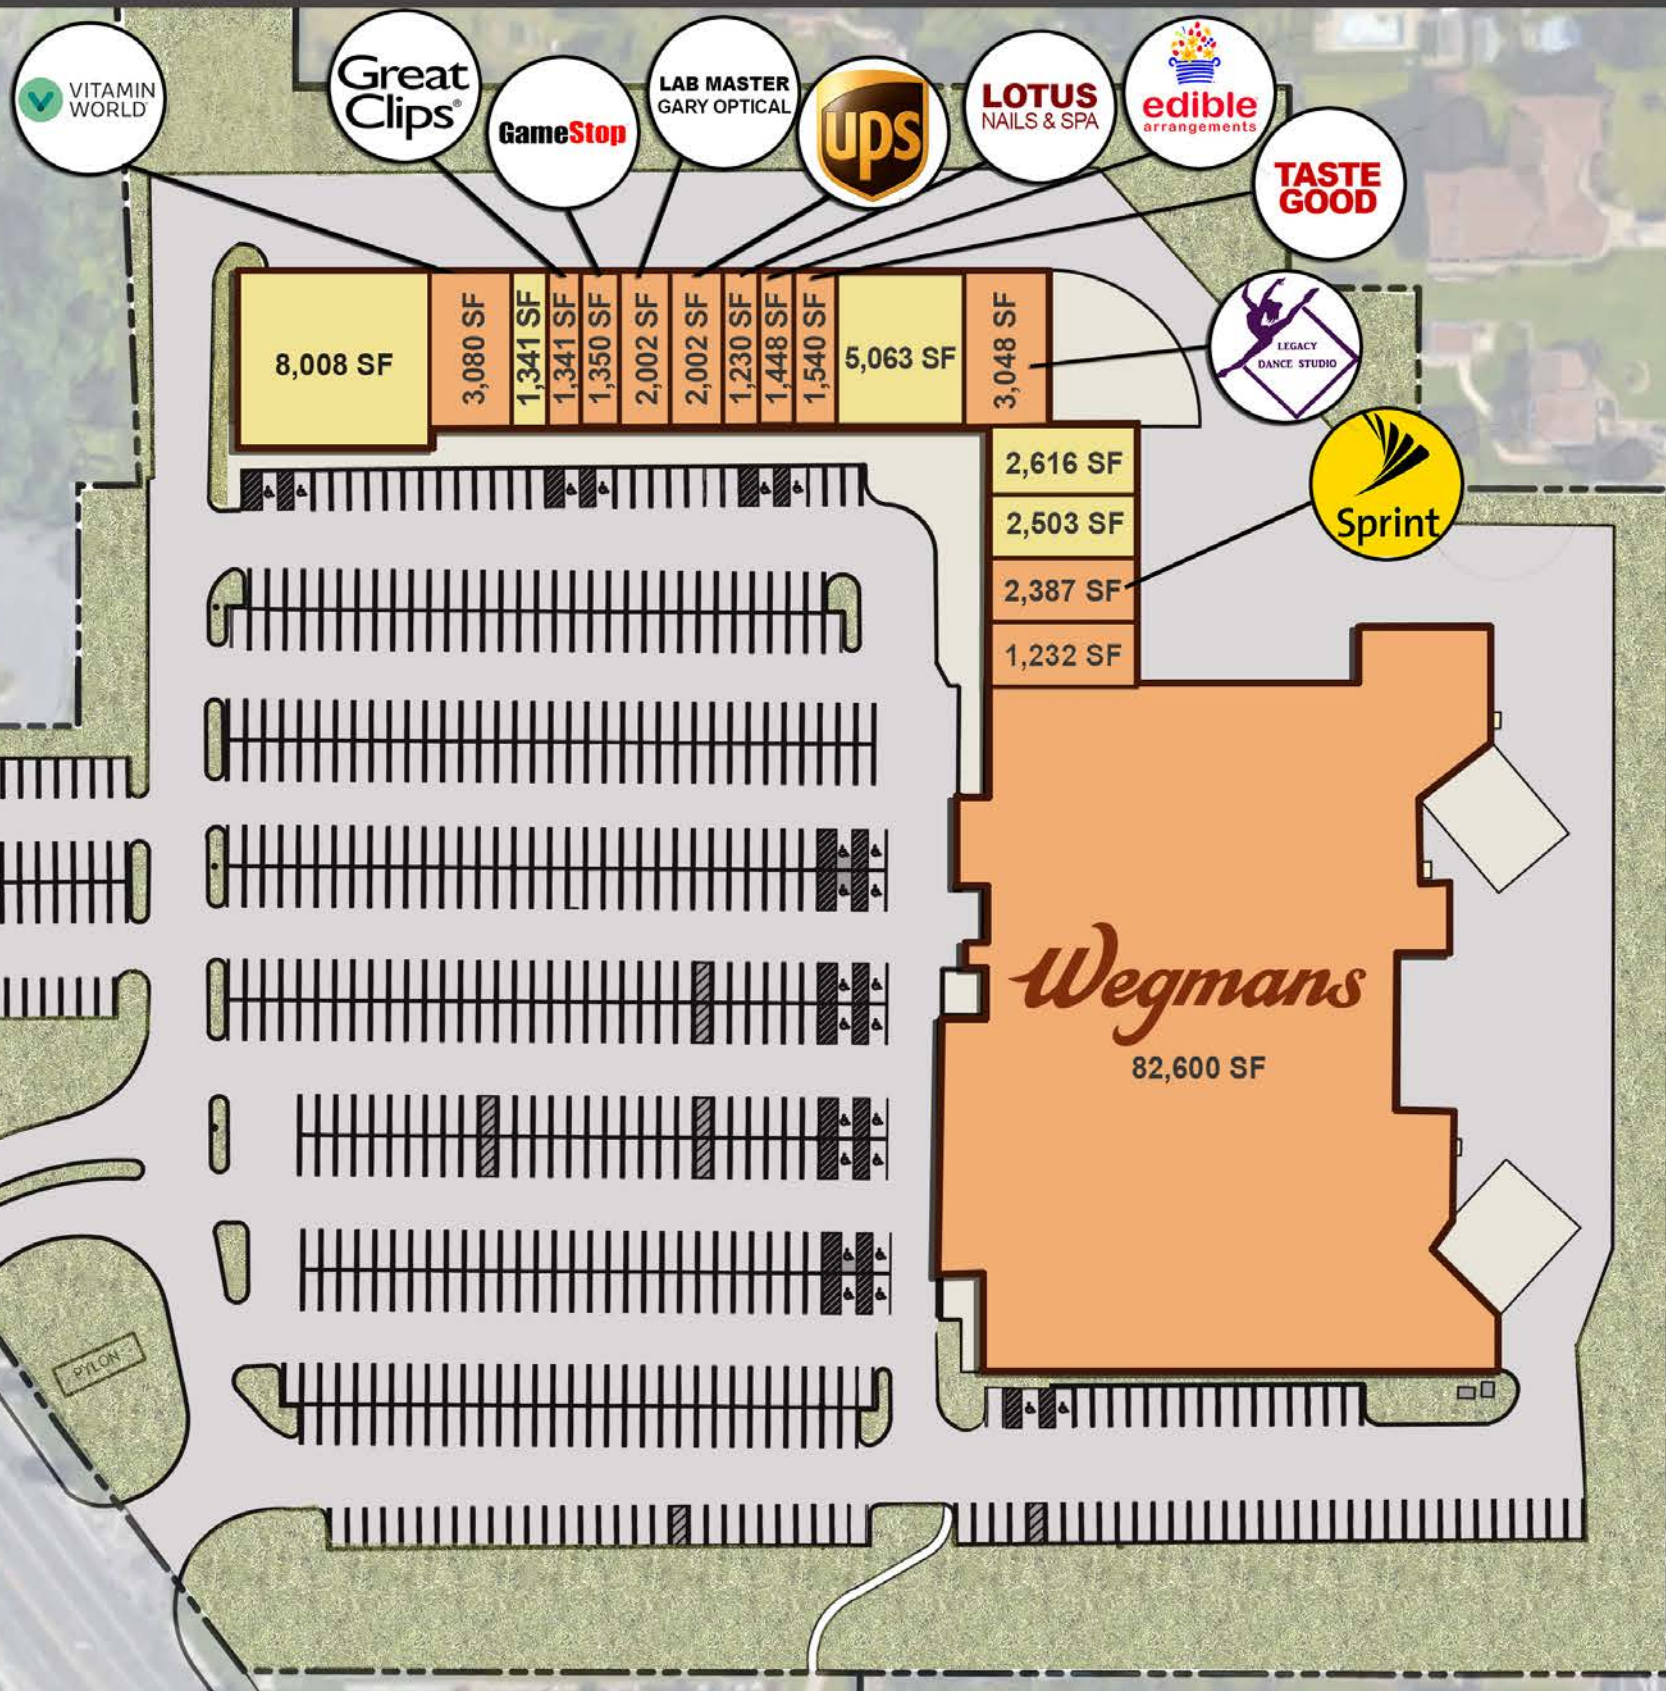 VITAMIN
WORLD
Great
Clips®
GameStop
LAB MASTER
GARY OPTICAL
ups
LOTUS
NAILS & SPA
edible
arrangements
TASTE
GOOD
8,008 SF
3,080 SF
1,341 SF
1,341 SF
1,350 SF
2,002 SF
2,002 SF
1,230 SF
1,448 SF
1,540 SF
5,063 SF
3,048 SF
LEGACY
DANCE STUDIO
2,616 SF
2,503 SF
2,387 SF
1,232 SF
Sprint
Wegmans
82,600 SF
PYLON